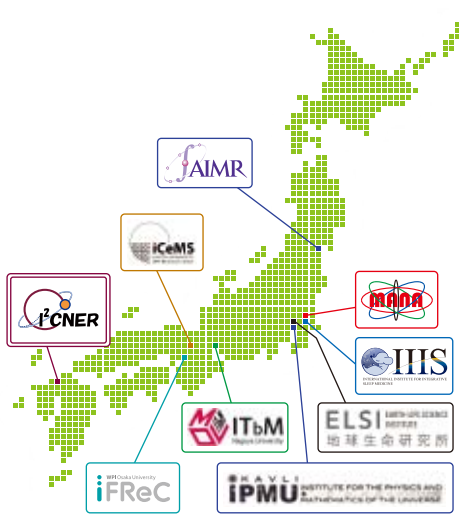 AIMR
iCeMS
I²CNER
MANA
IIIS
INTERNATIONAL INSTITUTE FOR INTEGRATIVE
SLEEP MEDICINE
ITbM
Nagoya University
ELSI EARTH-LIFE SCIENCE
INSTITUTE
地球生命研究所
WPI Osaka University
iFReC
KAVLI
IPMU INSTITUTE FOR THE PHYSICS AND
MATHEMATICS OF THE UNIVERSE